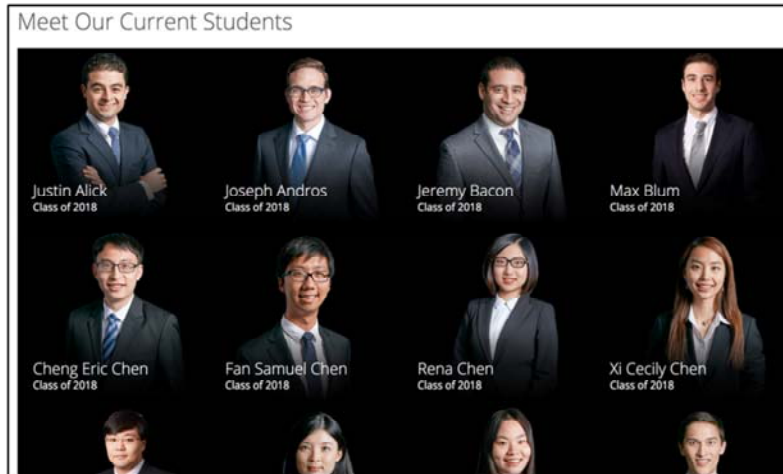 Meet Our Current Students
Justin Alick
Class of 2018
Joseph Andros
Class of 2018
Jeremy Bacon
Class of 2018
Max Blum
Class of 2018
Cheng Eric Chen
Class of 2018
Fan Samuel Chen
Class of 2018
Rena Chen
Class of 2018
Xi Cecily Chen
Class of 2018